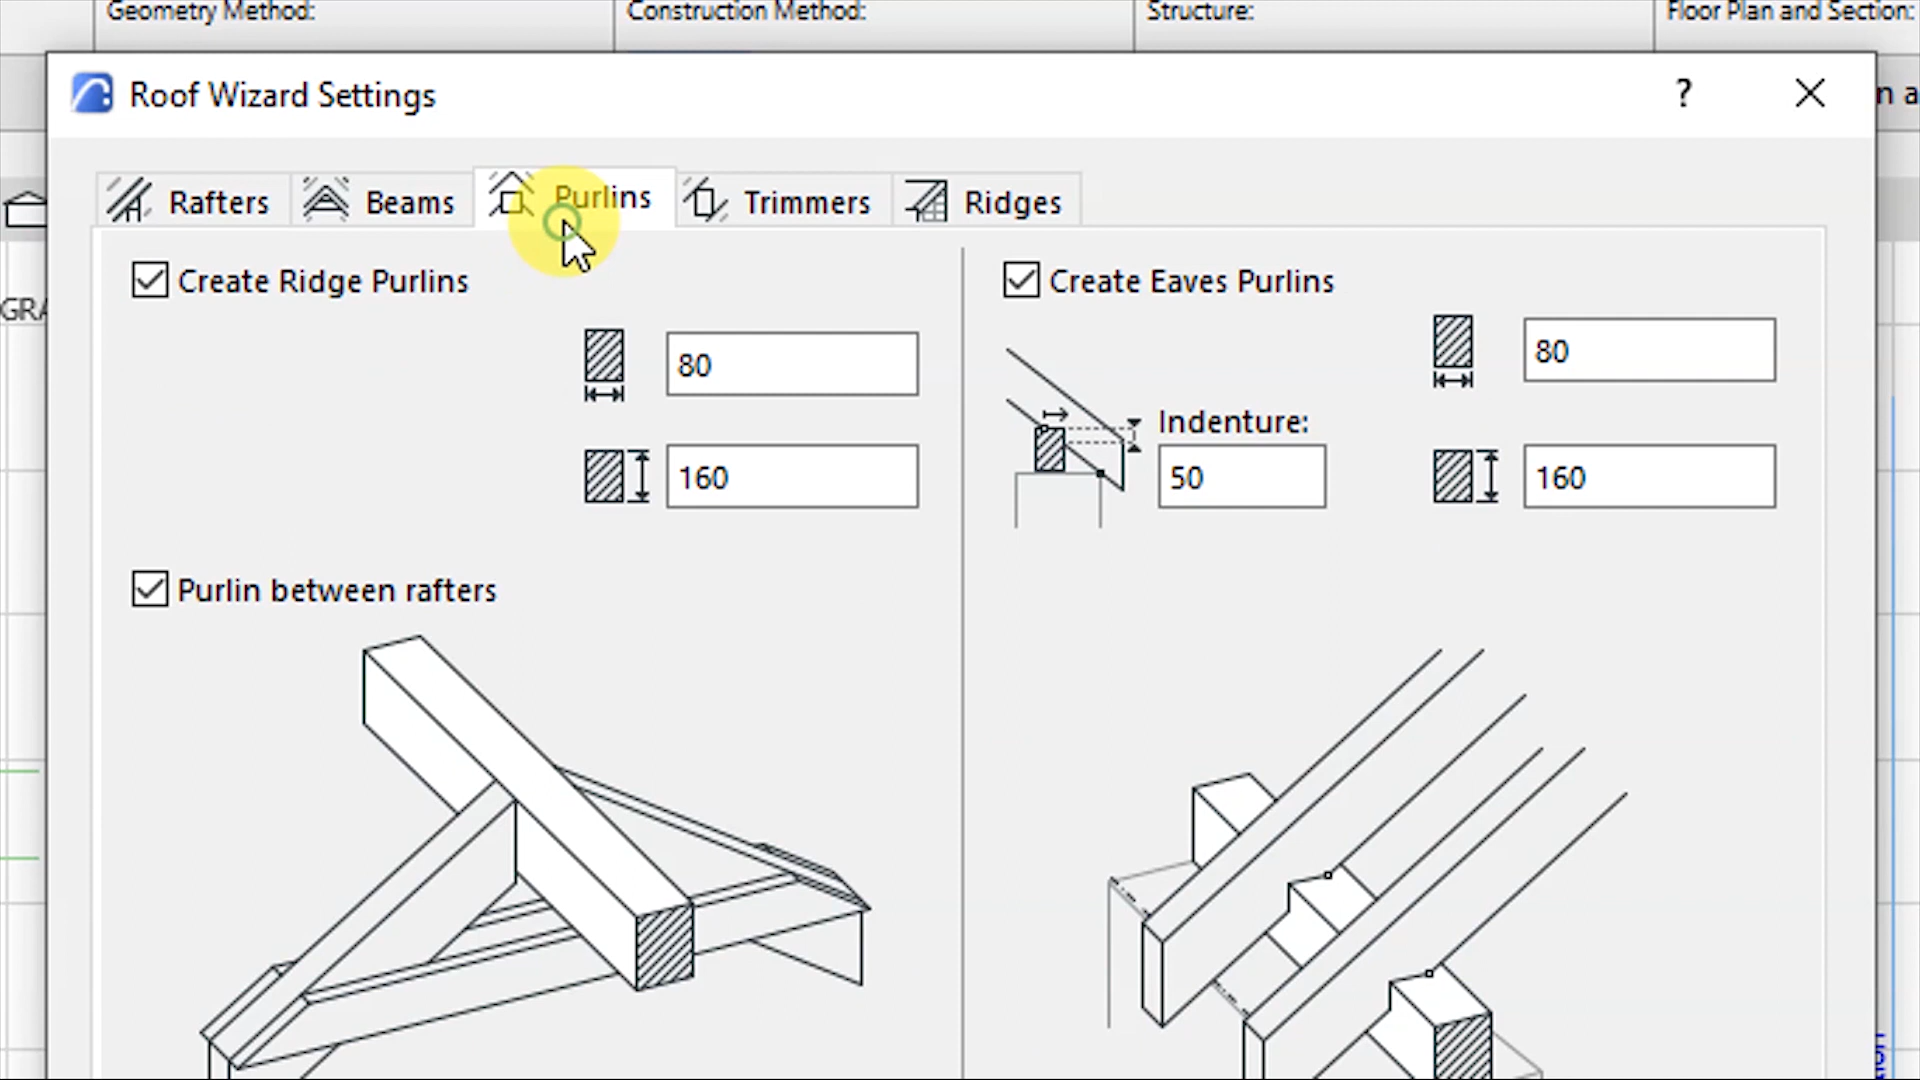 Geometry Method:
Construction Method:
Structure:
Floor Plan and Section:
Roof Wizard Settings
?
n a
Rafters
Beams
Purlins
Trimmers
Ridges
Create Ridge Purlins
80
160
Purlin between rafters
Create Eaves Purlins
80
Indenture:
50
160
GRA